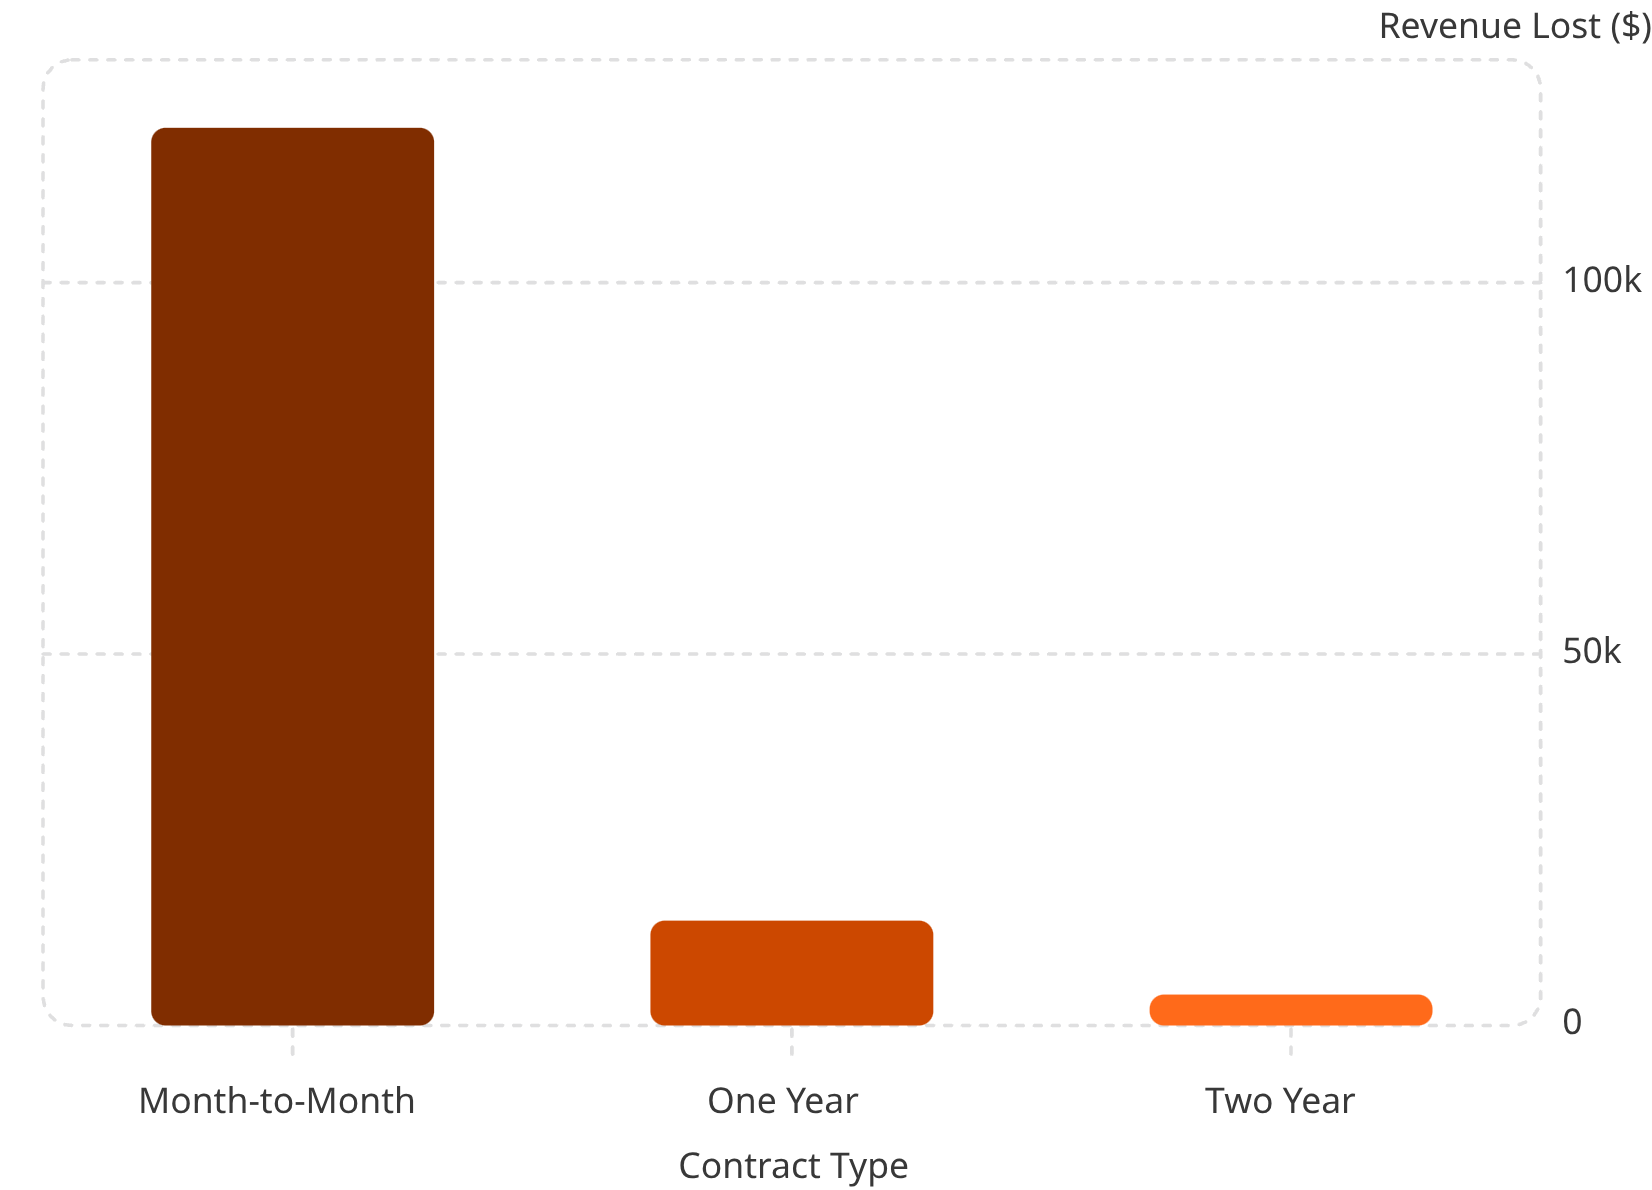 Revenue Lost ($)
100k
50k
0
Month-to-Month
One Year
Two Year
Contract Type